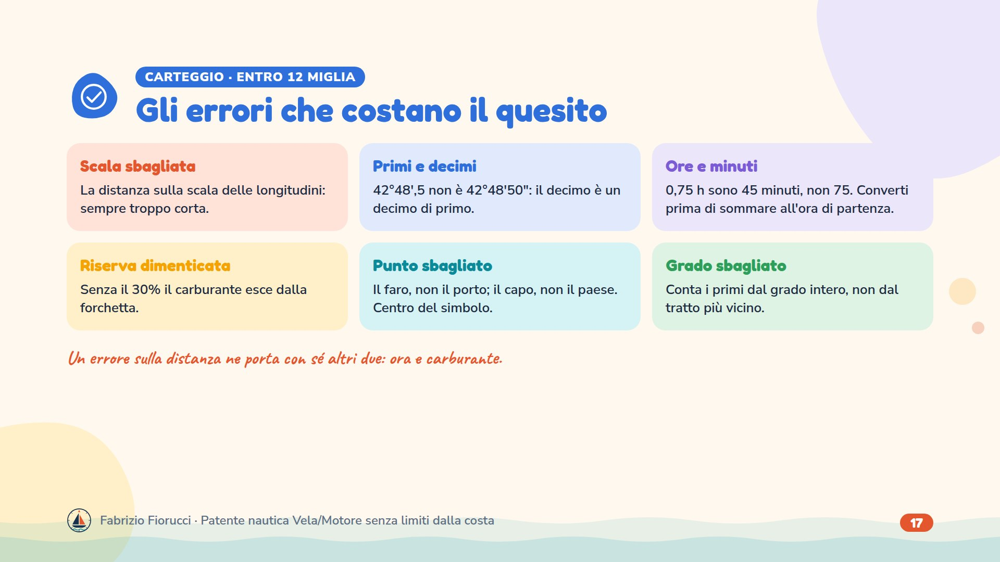 CARTEGGIO · ENTRO 12 MIGLIA
Gli errori che costano il quesito
Scala sbagliata
La distanza sulla scala delle longitudini:
sempre troppo corta.
Primi e decimi
42°48',5 non è 42°48'50": il decimo è un
decimo di primo.
Ore e minuti
0,75 h sono 45 minuti, non 75. Converti
prima di sommare all'ora di partenza.
Riserva dimenticata
Senza il 30% il carburante esce dalla
forchetta.
Punto sbagliato
Il faro, non il porto; il capo, non il paese.
Centro del simbolo.
Grado sbagliato
Conta i primi dal grado intero, non dal
tratto più vicino.
Un errore sulla distanza ne porta con sé altri due: ora e carburante.
Fabrizio Fiorucci · Patente nautica Vela/Motore senza limiti dalla costa
17